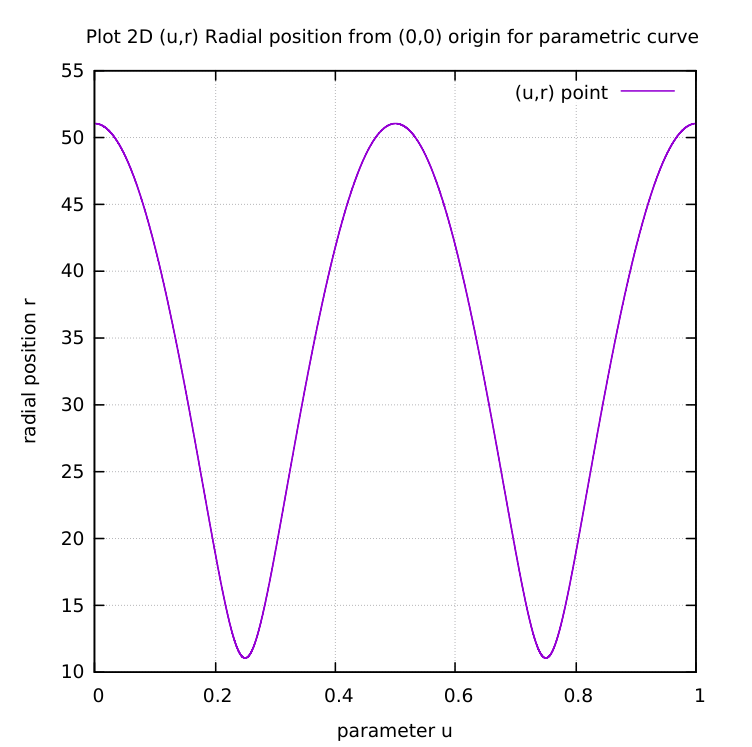 Plot 2D (u,r) Radial position from (0,0) origin for parametric curve
(u,r) point
55
50
45
40
35
30
25
20
15
10
radial position r
0 0.2 0.4 0.6 0.8 1
parameter u